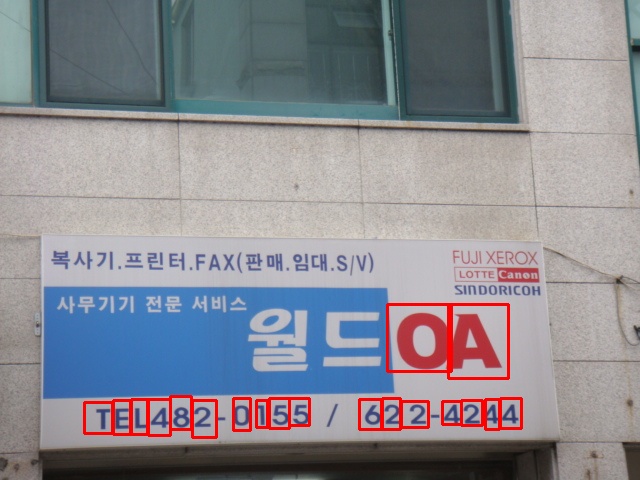 복사기.프린터.FAX(판매.임대.S/V)
FUJI XEROX
LOTTE Canon
SINDORICOH
사무기기 전문 서비스
월드OA
TEL482-0155 / 622-4244